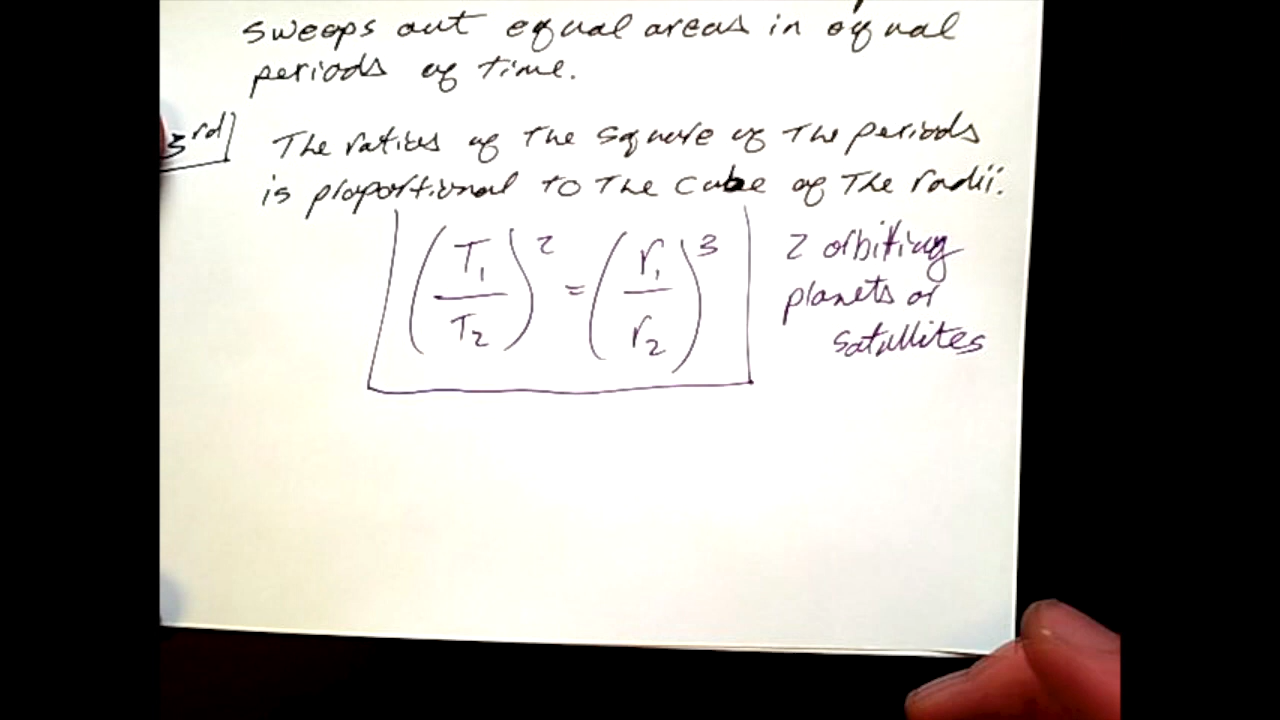 sweeps out equal areas in equal
periods of time.
3rd] The ratios of The square of The periods
is proportional to The cube of The radii.
(T₁/T₂)² = (r₁/r₂)³
2 orbiting
planets or
satallites